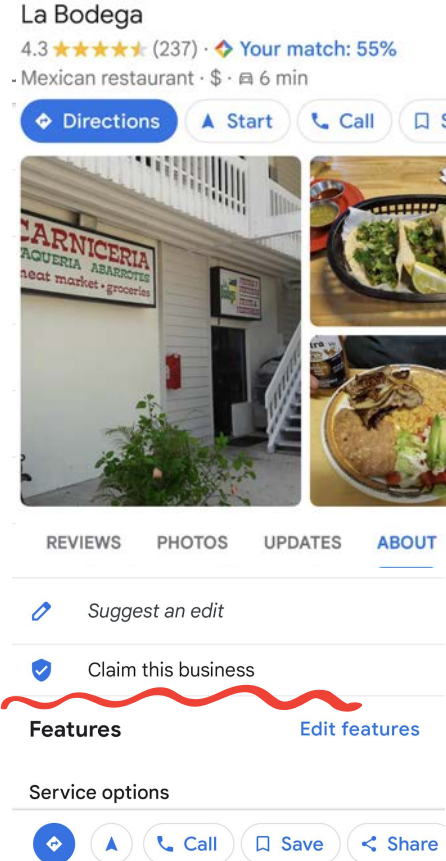 La Bodega
4.3 (237) · Your match: 55%
Mexican restaurant · $ · 6 min
Directions Start Call S
CARNICERIA
TAQUERIA ABARROTES
meat market • groceries
REVIEWS PHOTOS UPDATES ABOUT
Suggest an edit
Claim this business
Features Edit features
Service options
Call Save Share